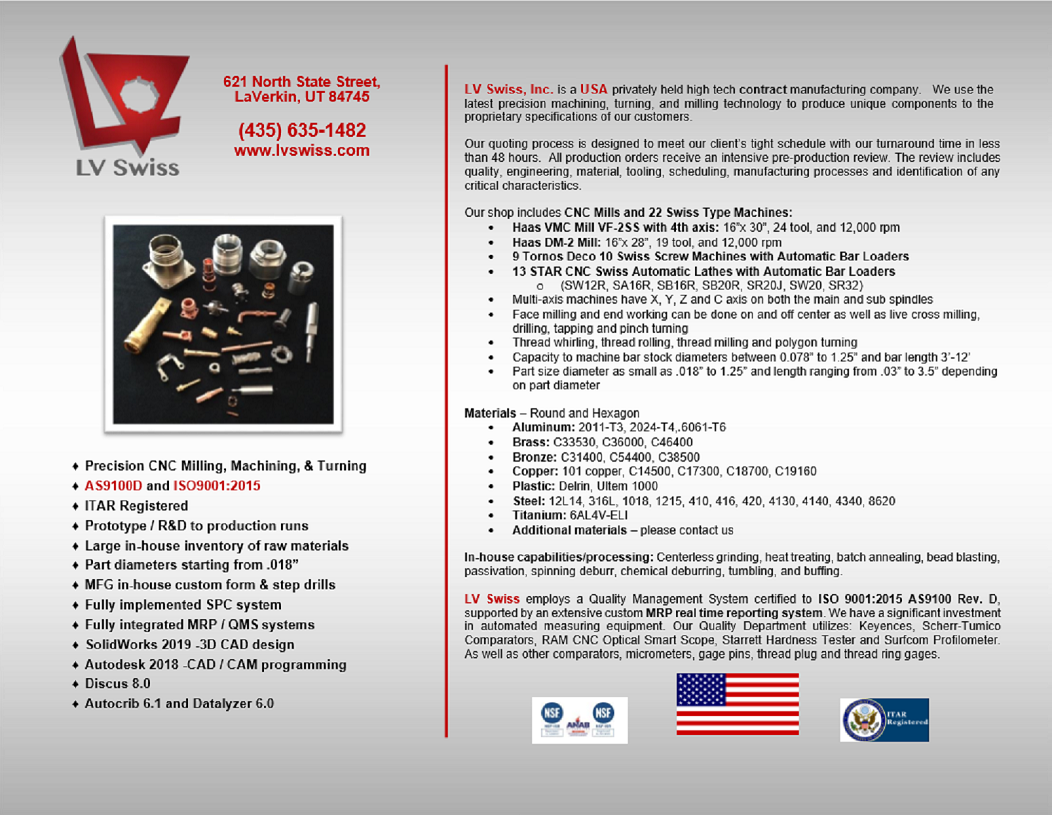 LV Swiss
621 North State Street,
LaVerkin, UT 84745
(435) 635-1482
www.lvswiss.com
♦ Precision CNC Milling, Machining, & Turning
♦ AS9100D and ISO9001:2015
♦ ITAR Registered
♦ Prototype / R&D to production runs
♦ Large in-house inventory of raw materials
♦ Part diameters starting from .018”
♦ MFG in-house custom form & step drills
♦ Fully implemented SPC system
♦ Fully integrated MRP / QMS systems
♦ SolidWorks 2019 -3D CAD design
♦ Autodesk 2018 -CAD / CAM programming
♦ Discus 8.0
♦ Autocrib 6.1 and Datalyzer 6.0
LV Swiss, Inc. is a USA privately held high tech contract manufacturing company. We use the
latest precision machining, turning, and milling technology to produce unique components to the
proprietary specifications of our customers.
Our quoting process is designed to meet our client’s tight schedule with our turnaround time in less
than 48 hours. All production orders receive an intensive pre-production review. The review includes
quality, engineering, material, tooling, scheduling, manufacturing processes and identification of any
critical characteristics.
Our shop includes CNC Mills and 22 Swiss Type Machines:
• Haas VMC Mill VF-2SS with 4th axis: 16”x 30”, 24 tool, and 12,000 rpm
• Haas DM-2 Mill: 16”x 28”, 19 tool, and 12,000 rpm
• 9 Tornos Deco 10 Swiss Screw Machines with Automatic Bar Loaders
• 13 STAR CNC Swiss Automatic Lathes with Automatic Bar Loaders
o (SW12R, SA16R, SB16R, SB20R, SR20J, SW20, SR32)
• Multi-axis machines have X, Y, Z and C axis on both the main and sub spindles
• Face milling and end working can be done on and off center as well as live cross milling,
drilling, tapping and pinch turning
• Thread whirling, thread rolling, thread milling and polygon turning
• Capacity to machine bar stock diameters between 0.078” to 1.25” and bar length 3’-12’
• Part size diameter as small as .018” to 1.25” and length ranging from .03” to 3.5” depending
on part diameter
Materials – Round and Hexagon
• Aluminum: 2011-T3, 2024-T4,.6061-T6
• Brass: C33530, C36000, C46400
• Bronze: C31400, C54400, C38500
• Copper: 101 copper, C14500, C17300, C18700, C19160
• Plastic: Delrin, Ultem 1000
• Steel: 12L14, 316L, 1018, 1215, 410, 416, 420, 4130, 4140, 4340, 8620
• Titanium: 6AL4V-ELI
• Additional materials – please contact us
In-house capabilities/processing: Centerless grinding, heat treating, batch annealing, bead blasting,
passivation, spinning deburr, chemical deburring, tumbling, and buffing.
LV Swiss employs a Quality Management System certified to ISO 9001:2015 AS9100 Rev. D,
supported by an extensive custom MRP real time reporting system. We have a significant investment
in automated measuring equipment. Our Quality Department utilizes: Keyences, Scherr-Tumico
Comparators, RAM CNC Optical Smart Scope, Starrett Hardness Tester and Surfcom Profilometer.
As well as other comparators, micrometers, gage pins, thread plug and thread ring gages.
NSF
ANAB
NSF
ITAR
Registered